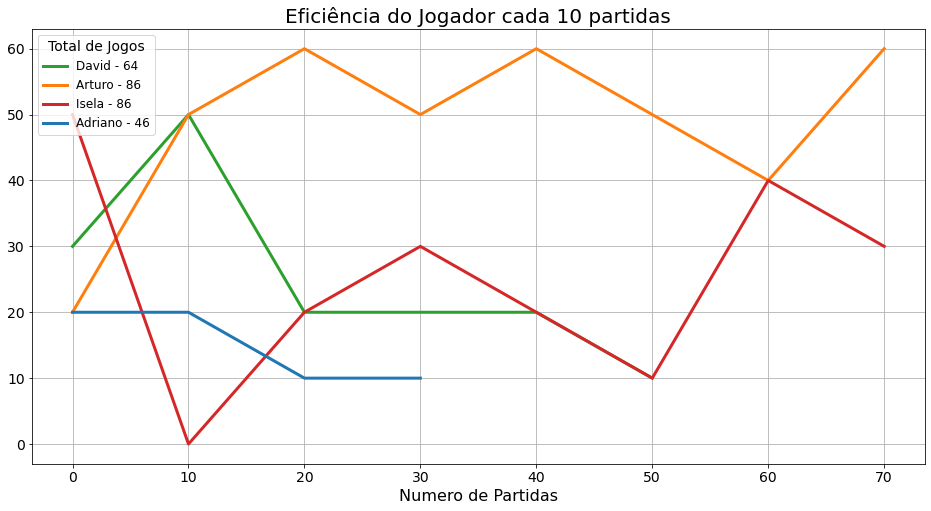 Eficiência do Jogador cada 10 partidas
Total de Jogos
David - 64
Arturo - 86
Isela - 86
Adriano - 46
60
50
40
30
20
10
0
0 10 20 30 40 50 60 70
Numero de Partidas